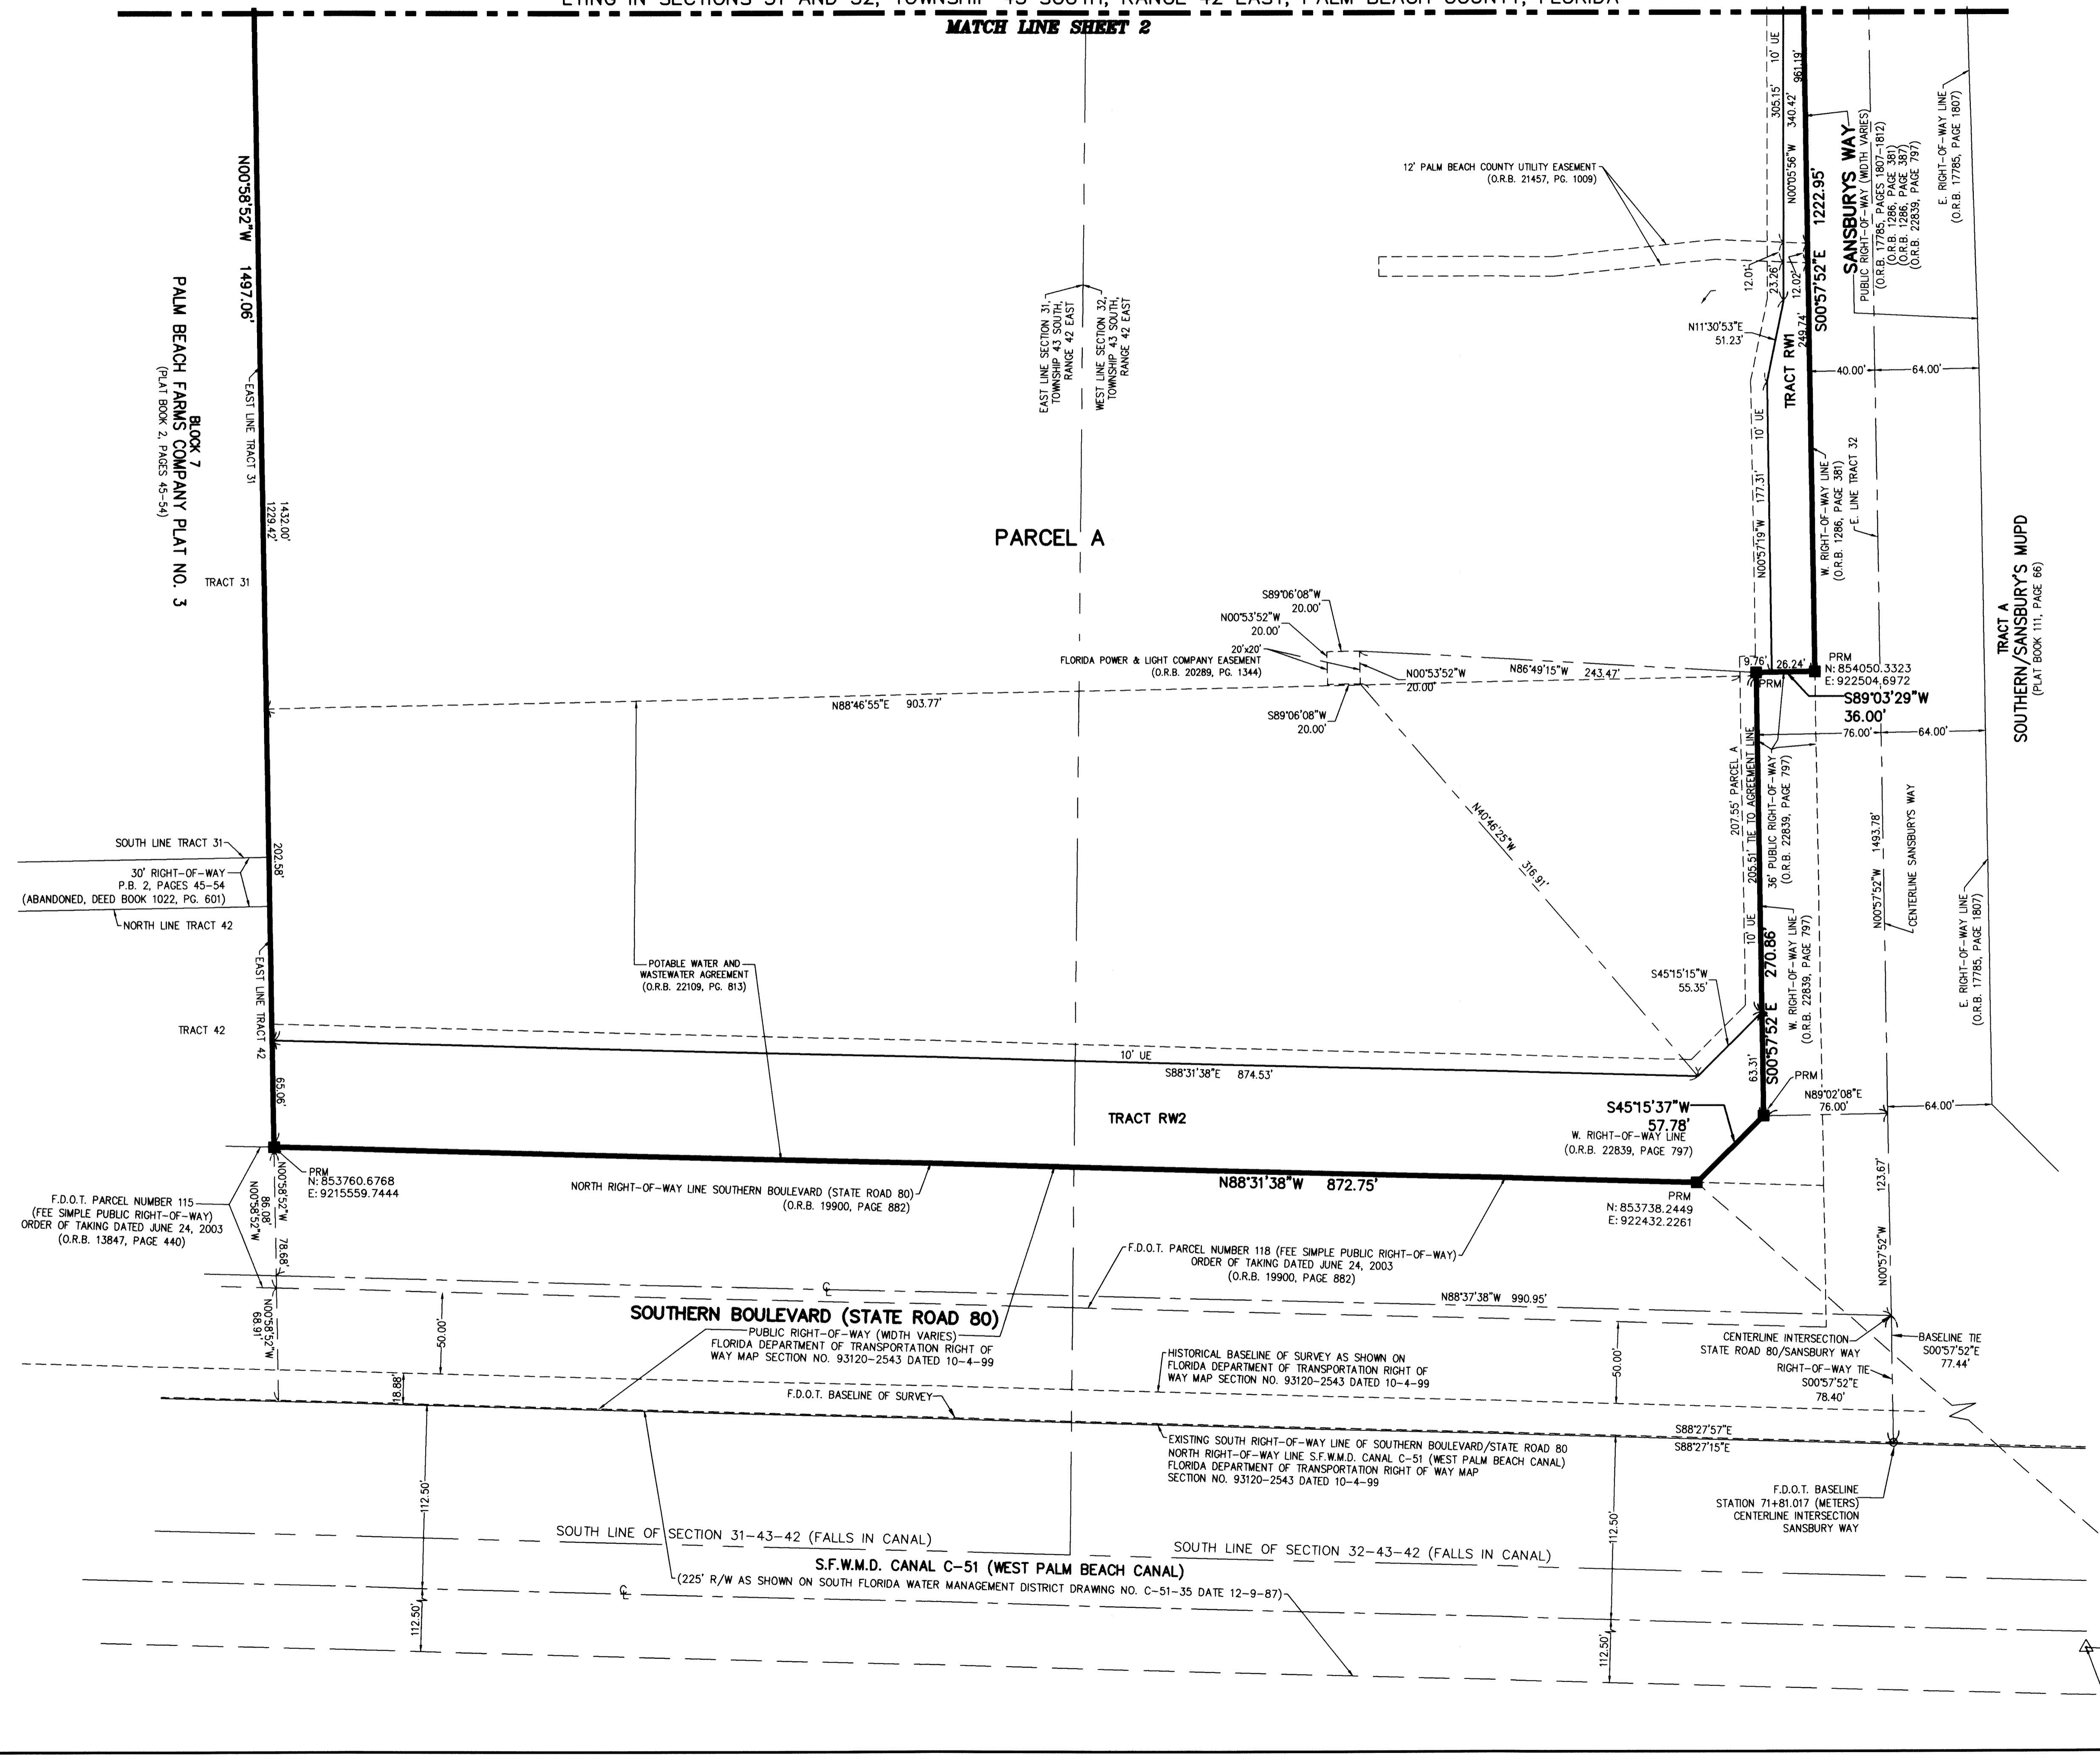 LYING IN SECTIONS 31 AND 32, TOWNSHIP 43 SOUTH, RANGE 42 EAST, PALM BEACH COUNTY, FLORIDA
MATCH LINE SHEET 2
N00°58'52"W 1497.06'
EAST LINE TRACT 31
BLOCK 7
PALM BEACH FARMS COMPANY PLAT NO. 3
(PLAT BOOK 2, PAGES 45-54)
1432.00'
1229.42'
TRACT 31
EAST LINE SECTION 31,
TOWNSHIP 43 SOUTH,
RANGE 42 EAST
WEST LINE SECTION 32,
TOWNSHIP 43 SOUTH,
RANGE 42 EAST
PARCEL A
12' PALM BEACH COUNTY UTILITY EASEMENT
(O.R.B. 21457, PG. 1009)
10' UE
305.15'
N00°05'56"W 340.42'
961.19'
12.01'
23.26'
12.02'
249.74'
N11°30'53"E
51.23'
TRACT RW1
S00°57'52"E 1222.95'
SANSBURYS WAY
PUBLIC RIGHT-OF-WAY (WIDTH VARIES)
(O.R.B. 17785, PAGES 1807-1812)
(O.R.B. 1286, PAGE 381)
(O.R.B. 1286, PAGE 387)
(O.R.B. 22839, PAGE 797)
E. RIGHT-OF-WAY LINE
(O.R.B. 17785, PAGE 1807)
40.00'
64.00'
10' UE
N00°57'19"W 177.31'
W. RIGHT-OF-WAY LINE
(O.R.B. 1286, PAGE 381)
E. LINE TRACT 32
TRACT A
SOUTHERN/SANSBURY'S MUPD
(PLAT BOOK 111, PAGE 66)
S89°06'08"W
20.00'
N00°53'52"W
20.00'
20'x20'
FLORIDA POWER & LIGHT COMPANY EASEMENT
(O.R.B. 20289, PG. 1344)
N00°53'52"W
20.00'
S89°06'08"W
20.00'
N86°49'15"W 243.47'
9.76'
26.24'
PRM
PRM
N: 854050.3323
E: 922504.6972
S89°03'29"W
36.00'
76.00'
64.00'
N88°46'55"E 903.77'
N40°46'25"W 316.91'
207.55' PARCEL A
205.51' TIE TO AGREEMENT LINE
36' PUBLIC RIGHT-OF-WAY
(O.R.B. 22839, PAGE 797)
10' UE
S00°57'52"E 270.86'
W. RIGHT-OF-WAY LINE
(O.R.B. 22839, PAGE 797)
N00°57'52"W 1493.78'
CENTERLINE SANSBURYS WAY
E. RIGHT-OF-WAY LINE
(O.R.B. 17785, PAGE 1807)
SOUTH LINE TRACT 31
30' RIGHT-OF-WAY
P.B. 2, PAGES 45-54
(ABANDONED, DEED BOOK 1022, PG. 601)
NORTH LINE TRACT 42
202.58'
EAST LINE TRACT 42
TRACT 42
65.06'
POTABLE WATER AND
WASTEWATER AGREEMENT
(O.R.B. 22109, PG. 813)
S45°15'15"W
55.35'
10' UE
S88°31'38"E 874.53'
63.31'
PRM
N89°02'08"E
76.00'
64.00'
TRACT RW2
S45°15'37"W
57.78'
W. RIGHT-OF-WAY LINE
(O.R.B. 22839, PAGE 797)
PRM
N: 853760.6768
E: 9215559.7444
NORTH RIGHT-OF-WAY LINE SOUTHERN BOULEVARD (STATE ROAD 80)
(O.R.B. 19900, PAGE 882)
N88°31'38"W 872.75'
PRM
N: 853738.2449
E: 922432.2261
F.D.O.T. PARCEL NUMBER 115
(FEE SIMPLE PUBLIC RIGHT-OF-WAY)
ORDER OF TAKING DATED JUNE 24, 2003
(O.R.B. 13847, PAGE 440)
N00°58'52"W 78.68'
86.08'
N00°58'52"W
N00°58'52"W
68.91'
F.D.O.T. PARCEL NUMBER 118 (FEE SIMPLE PUBLIC RIGHT-OF-WAY)
ORDER OF TAKING DATED JUNE 24, 2003
(O.R.B. 19900, PAGE 882)
123.67'
N00°57'52"W
N88°37'38"W 990.95'
SOUTHERN BOULEVARD (STATE ROAD 80)
PUBLIC RIGHT-OF-WAY (WIDTH VARIES)
FLORIDA DEPARTMENT OF TRANSPORTATION RIGHT OF
WAY MAP SECTION NO. 93120-2543 DATED 10-4-99
50.00'
18.88'
HISTORICAL BASELINE OF SURVEY AS SHOWN ON
FLORIDA DEPARTMENT OF TRANSPORTATION RIGHT OF
WAY MAP SECTION NO. 93120-2543 DATED 10-4-99
50.00'
CENTERLINE INTERSECTION
STATE ROAD 80/SANSBURY WAY
BASELINE TIE
S00°57'52"E
77.44'
RIGHT-OF-WAY TIE
S00°57'52"E
78.40'
F.D.O.T. BASELINE OF SURVEY
S88°27'57"E
S88°27'15"E
EXISTING SOUTH RIGHT-OF-WAY LINE OF SOUTHERN BOULEVARD/STATE ROAD 80
NORTH RIGHT-OF-WAY LINE S.F.W.M.D. CANAL C-51 (WEST PALM BEACH CANAL)
FLORIDA DEPARTMENT OF TRANSPORTATION RIGHT OF WAY MAP
SECTION NO. 93120-2543 DATED 10-4-99
F.D.O.T. BASELINE
STATION 71+81.017 (METERS)
CENTERLINE INTERSECTION
SANSBURY WAY
112.50'
112.50'
SOUTH LINE OF SECTION 31-43-42 (FALLS IN CANAL)
SOUTH LINE OF SECTION 32-43-42 (FALLS IN CANAL)
S.F.W.M.D. CANAL C-51 (WEST PALM BEACH CANAL)
(225' R/W AS SHOWN ON SOUTH FLORIDA WATER MANAGEMENT DISTRICT DRAWING NO. C-51-35 DATE 12-9-87)
112.50'
112.50'